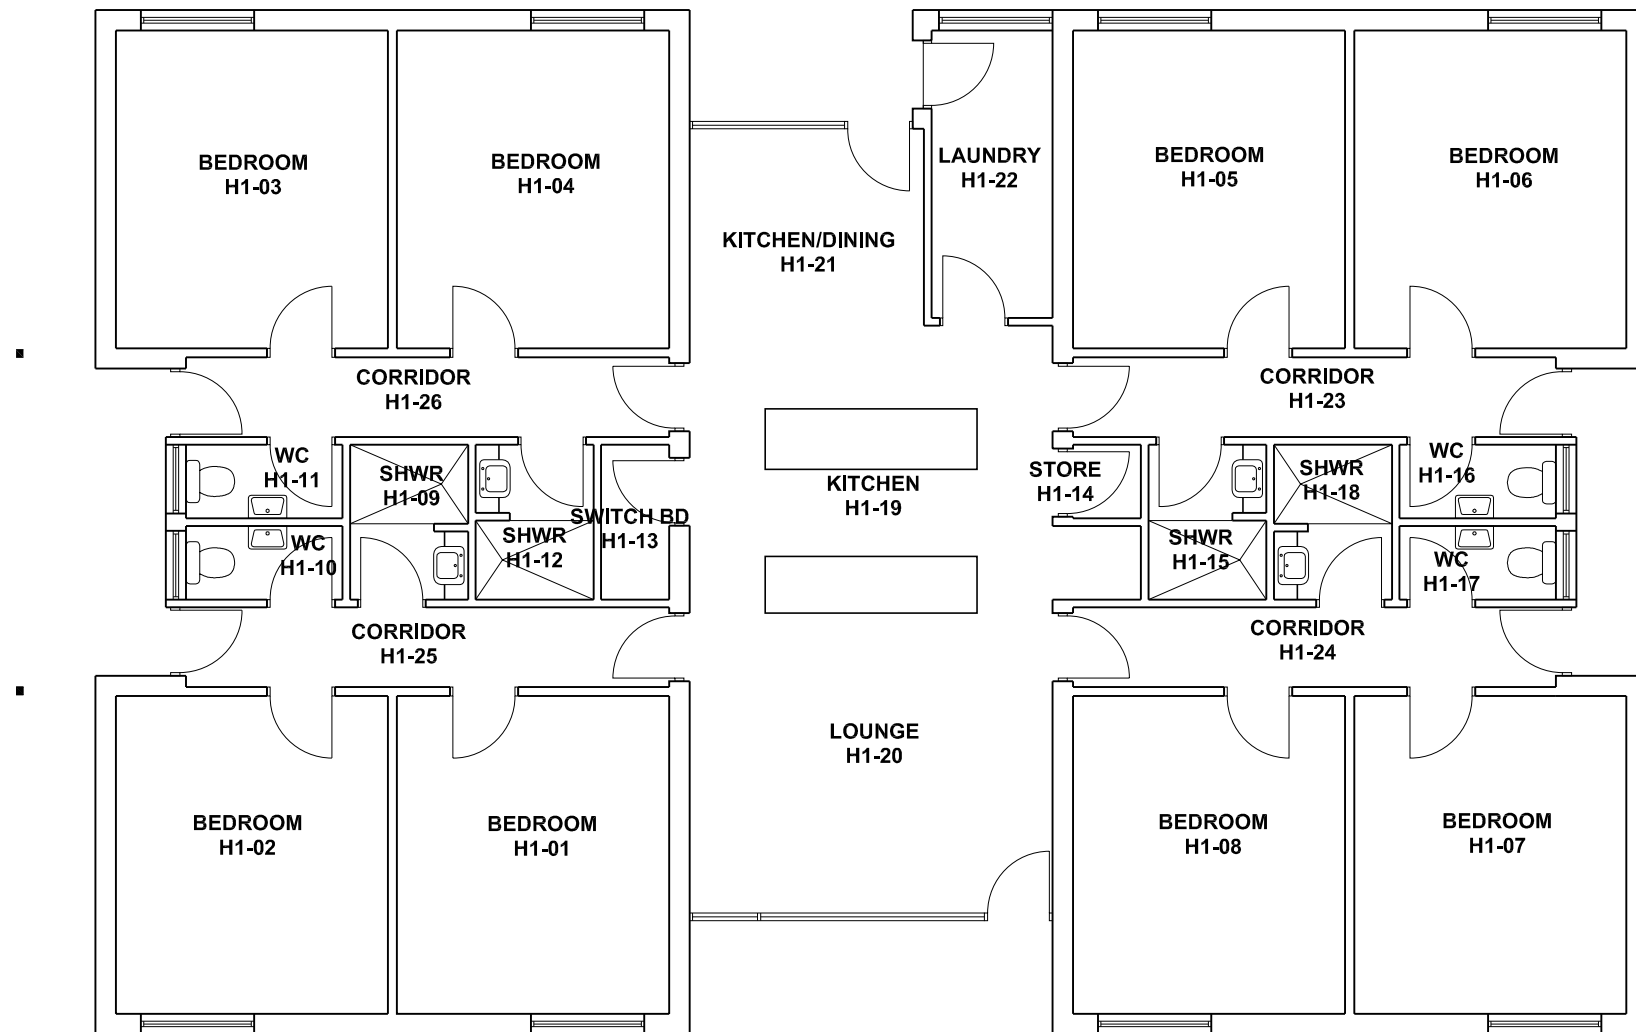 BEDROOM
H1-03
BEDROOM
H1-04
LAUNDRY
H1-22
BEDROOM
H1-05
BEDROOM
H1-06
KITCHEN/DINING
H1-21
CORRIDOR
H1-26
CORRIDOR
H1-23
WC
H1-11
SHWR
H1-09
KITCHEN
H1-19
STORE
H1-14
SHWR
H1-18
WC
H1-16
SWITCH BD
H1-13
WC
H1-10
SHWR
H1-12
SHWR
H1-15
WC
H1-17
CORRIDOR
H1-25
CORRIDOR
H1-24
LOUNGE
H1-20
BEDROOM
H1-02
BEDROOM
H1-01
BEDROOM
H1-08
BEDROOM
H1-07